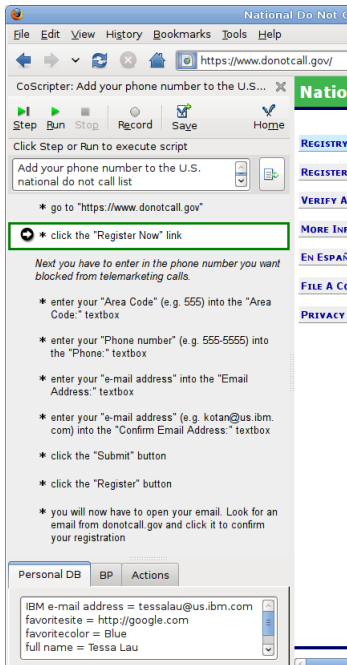 National Do Not
File Edit View History Bookmarks Tools Help
https://www.donotcall.gov/
CoScripter: Add your phone number to the U.S...
Natio
Step Run Stop Record Save Home
Click Step or Run to execute script
Add your phone number to the U.S.
national do not call list
REGISTRY
REGISTER
VERIFY A
MORE INF
EN ESPAÑ
FILE A CO
PRIVACY
* go to "https://www.donotcall.gov"
* click the "Register Now" link
Next you have to enter in the phone number you want
blocked from telemarketing calls.
* enter your "Area Code" (e.g. 555) into the "Area
Code:" textbox
* enter your "Phone number" (e.g. 555-5555) into
the "Phone:" textbox
* enter your "e-mail address" into the "Email
Address:" textbox
* enter your "e-mail address" (e.g. kotan@us.ibm.
com) into the "Confirm Email Address:" textbox
* click the "Submit" button
* click the "Register" button
* you will now have to open your email. Look for an
email from donotcall.gov and click it to confirm
your registration
Personal DB BP Actions
IBM e-mail address = tessalau@us.ibm.com
favoritesite = http://google.com
favoritecolor = Blue
full name = Tessa Lau